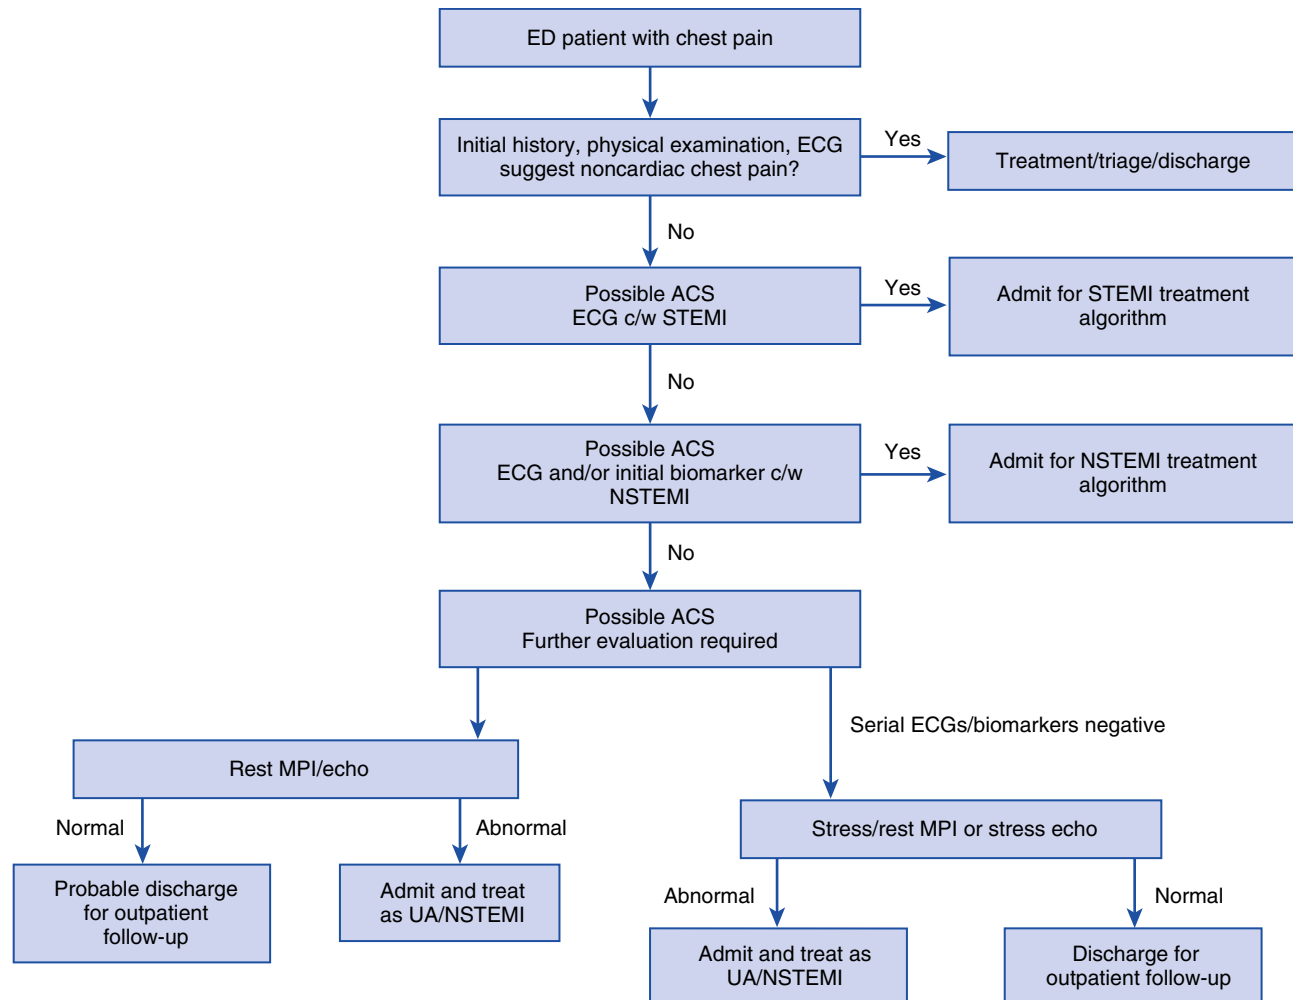 ED patient with chest pain
Initial history, physical examination, ECG
suggest noncardiac chest pain?
Yes
Treatment/triage/discharge
No
Possible ACS
ECG c/w STEMI
Yes
Admit for STEMI treatment
algorithm
No
Possible ACS
ECG and/or initial biomarker c/w
NSTEMI
Yes
Admit for NSTEMI treatment
algorithm
No
Possible ACS
Further evaluation required
Serial ECGs/biomarkers negative
Rest MPI/echo
Normal
Abnormal
Probable discharge
for outpatient
follow-up
Admit and treat
as UA/NSTEMI
Stress/rest MPI or stress echo
Abnormal
Normal
Admit and treat as
UA/NSTEMI
Discharge for
outpatient follow-up